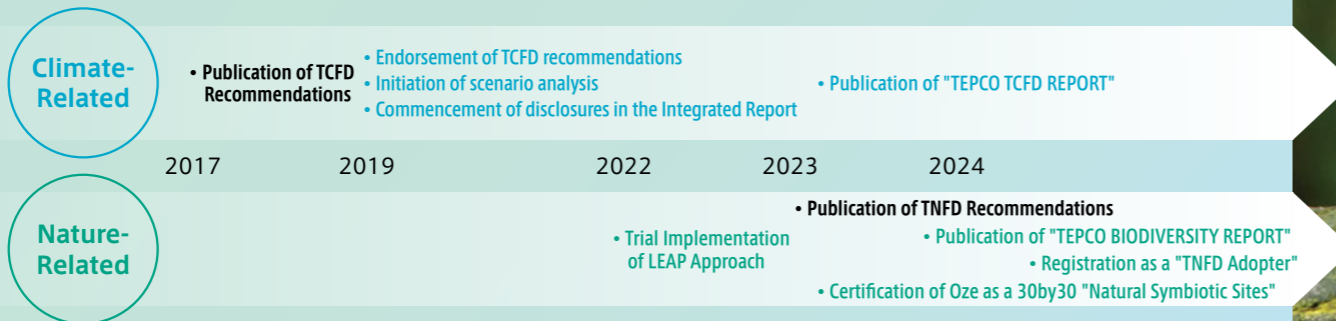 Climate-
Related
• Publication of TCFD
Recommendations
• Endorsement of TCFD recommendations
• Initiation of scenario analysis
• Commencement of disclosures in the Integrated Report
• Publication of "TEPCO TCFD REPORT"
2017
2019
2022
2023
2024
Nature-
Related
• Publication of TNFD Recommendations
• Trial Implementation
of LEAP Approach
• Publication of "TEPCO BIODIVERSITY REPORT"
• Registration as a "TNFD Adopter"
• Certification of Oze as a 30by30 "Natural Symbiotic Sites"